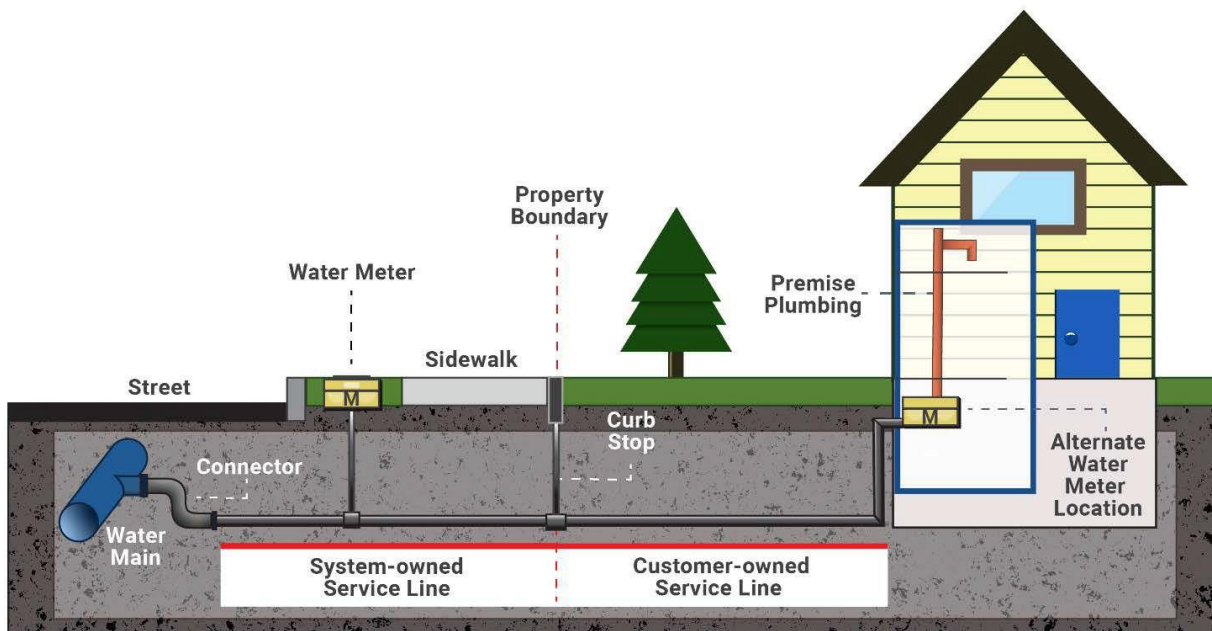 Property
Boundary
Water Meter
Premise
Plumbing
Sidewalk
Street
M
M
Curb
Stop
Alternate
Water
Meter
Location
Connector
Water
Main
System-owned
Service Line
Customer-owned
Service Line